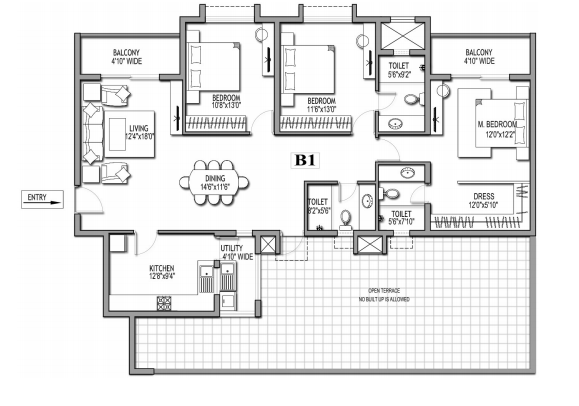 BALCONY
4'10" WIDE
BEDROOM
10'8"x13'0"
BEDROOM
11'6"x13'0"
TOILET
5'6"x9'2"
BALCONY
4'10" WIDE
LIVING
12'4"x18'0"
M. BEDROOM
12'0"x12'2"
B1
DINING
14'6"x11'6"
ENTRY
TOILET
8'2"x5'6"
TOILET
5'6"x7'10"
DRESS
12'0"x5'10"
UTILITY
4'10" WIDE
KITCHEN
12'8"x9'4"
OPEN TERRACE
NO BUILT UP IS ALLOWED